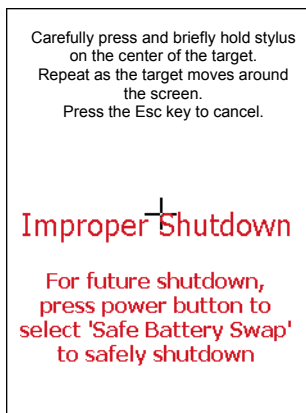 Carefully press and briefly hold stylus
on the center of the target.
Repeat as the target moves around
the screen.
Press the Esc key to cancel.
Improper Shutdown
For future shutdown,
press power button to
select 'Safe Battery Swap'
to safely shutdown